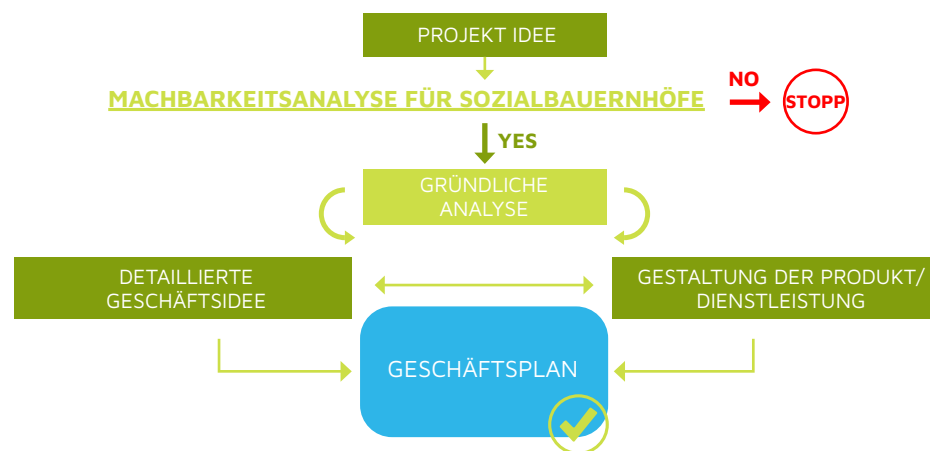 PROJEKT IDEE
MACHBARKEITSANALYSE FÜR SOZIALBAUERNHÖFE
NO
STOPP
YES
GRÜNDLICHE
ANALYSE
DETAILLIERTE
GESCHÄFTSIDEE
GESTALTUNG DER PRODUKT/
DIENSTLEISTUNG
GESCHÄFTSPLAN